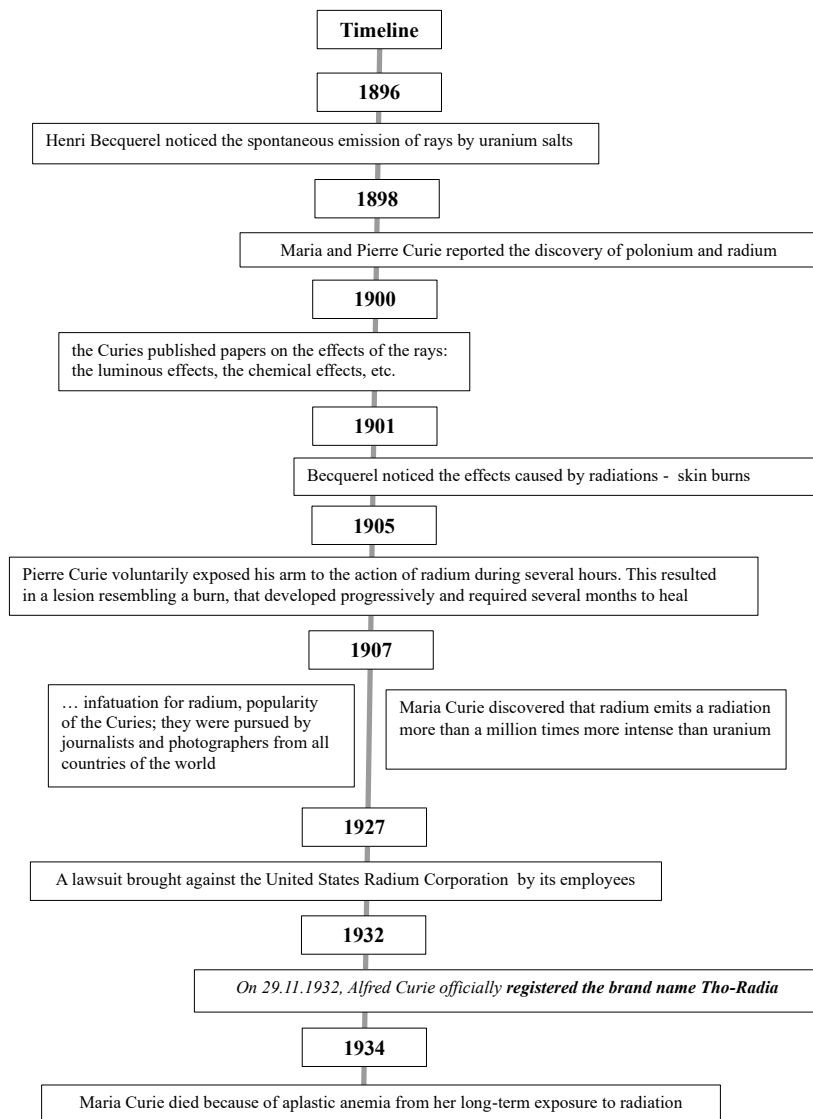 Timeline
1896
Henri Becquerel noticed the spontaneous emission of rays by uranium salts
1898
Maria and Pierre Curie reported the discovery of polonium and radium
1900
the Curies published papers on the effects of the rays:
the luminous effects, the chemical effects, etc.
1901
Becquerel noticed the effects caused by radiations - skin burns
1905
Pierre Curie voluntarily exposed his arm to the action of radium during several hours. This resulted
in a lesion resembling a burn, that developed progressively and required several months to heal
1907
… infatuation for radium, popularity
of the Curies; they were pursued by
journalists and photographers from all
countries of the world
Maria Curie discovered that radium emits a radiation
more than a million times more intense than uranium
1927
A lawsuit brought against the United States Radium Corporation by its employees
1932
On 29.11.1932, Alfred Curie officially registered the brand name Tho-Radia
1934
Maria Curie died because of aplastic anemia from her long-term exposure to radiation